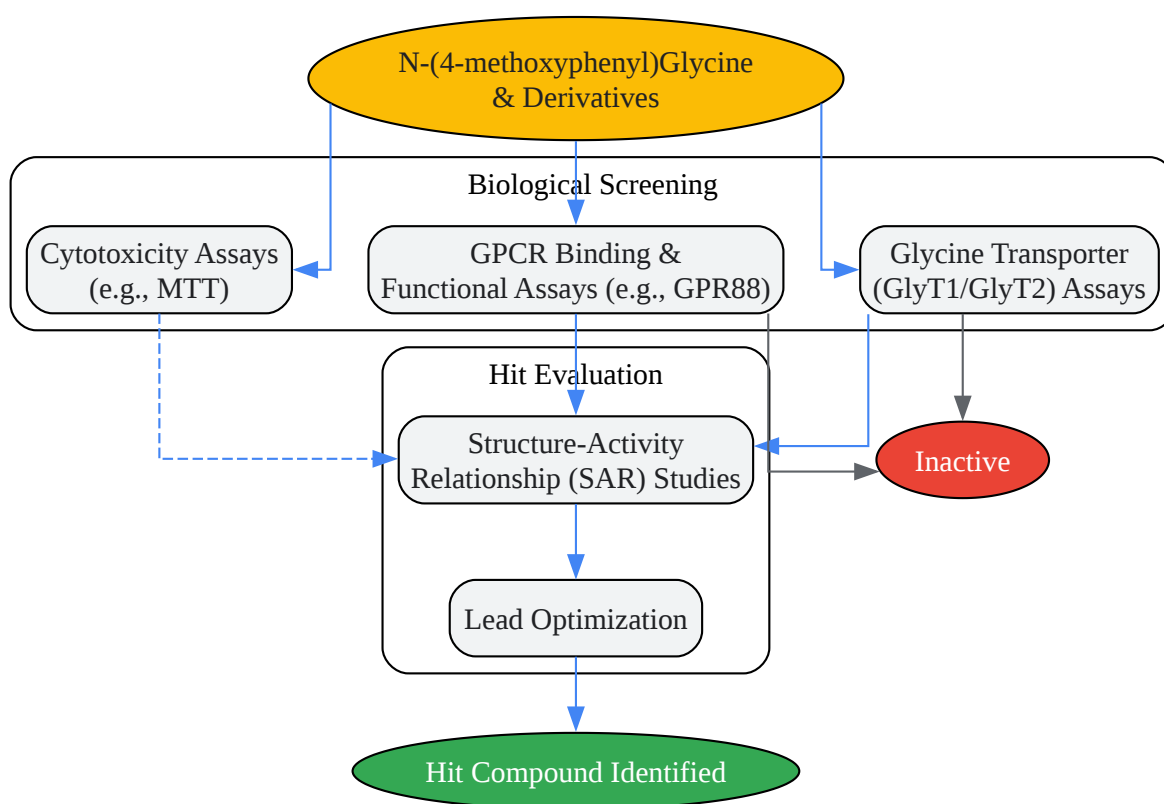 N-(4-methoxyphenyl)Glycine
& Derivatives
Biological Screening
Cytotoxicity Assays
(e.g., MTT)
GPCR Binding &
Functional Assays (e.g., GPR88)
Glycine Transporter
(GlyT1/GlyT2) Assays
Hit Evaluation
Structure-Activity
Relationship (SAR) Studies
Inactive
Lead Optimization
Hit Compound Identified